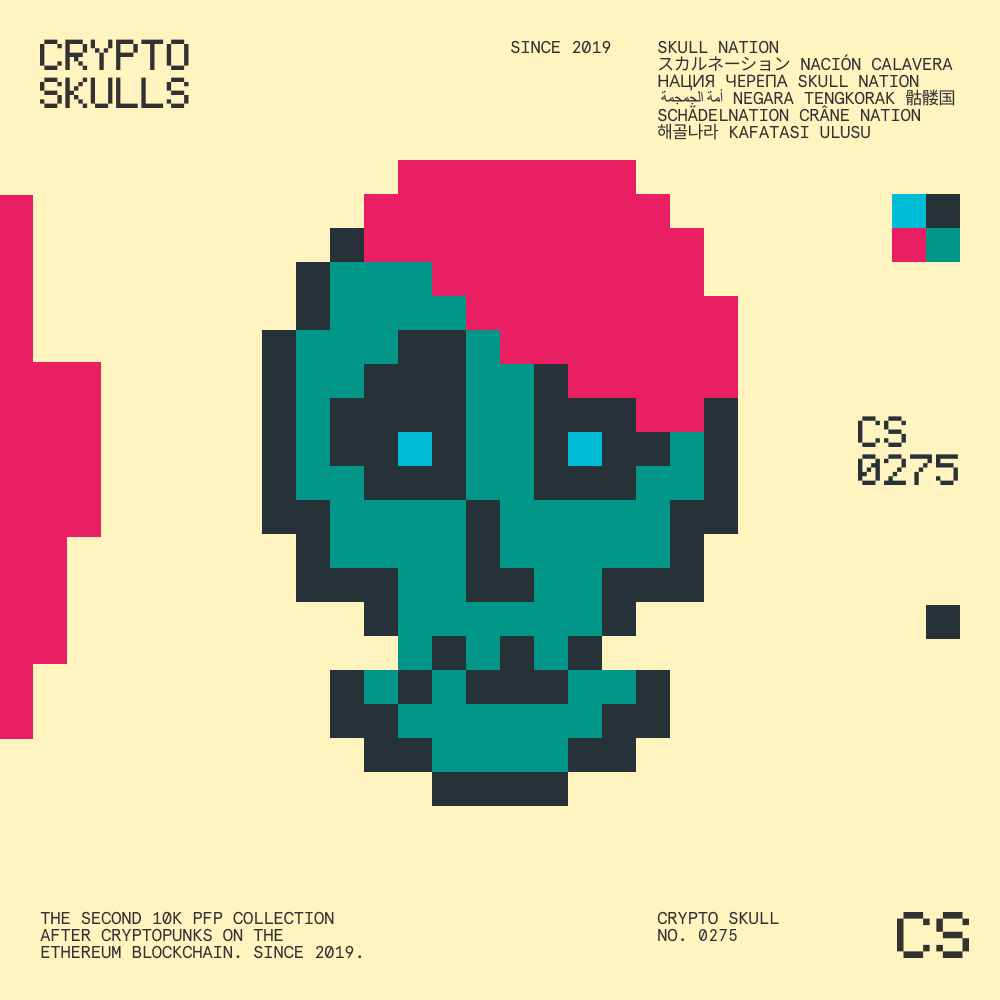 CRYPTO
SKULLS
SINCE 2019
SKULL NATION
スカルネーション NACIÓN CALAVERA
НАЦИЯ ЧЕРЕПА SKULL NATION
أمة الجمجمة NEGARA TENGKORAK 骷髅国
SCHÄDELNATION CRÂNE NATION
해골나라 KAFATASI ULUSU
CS
0275
THE SECOND 10K PFP COLLECTION
AFTER CRYPTOPUNKS ON THE
ETHEREUM BLOCKCHAIN. SINCE 2019.
CRYPTO SKULL
NO. 0275
CS